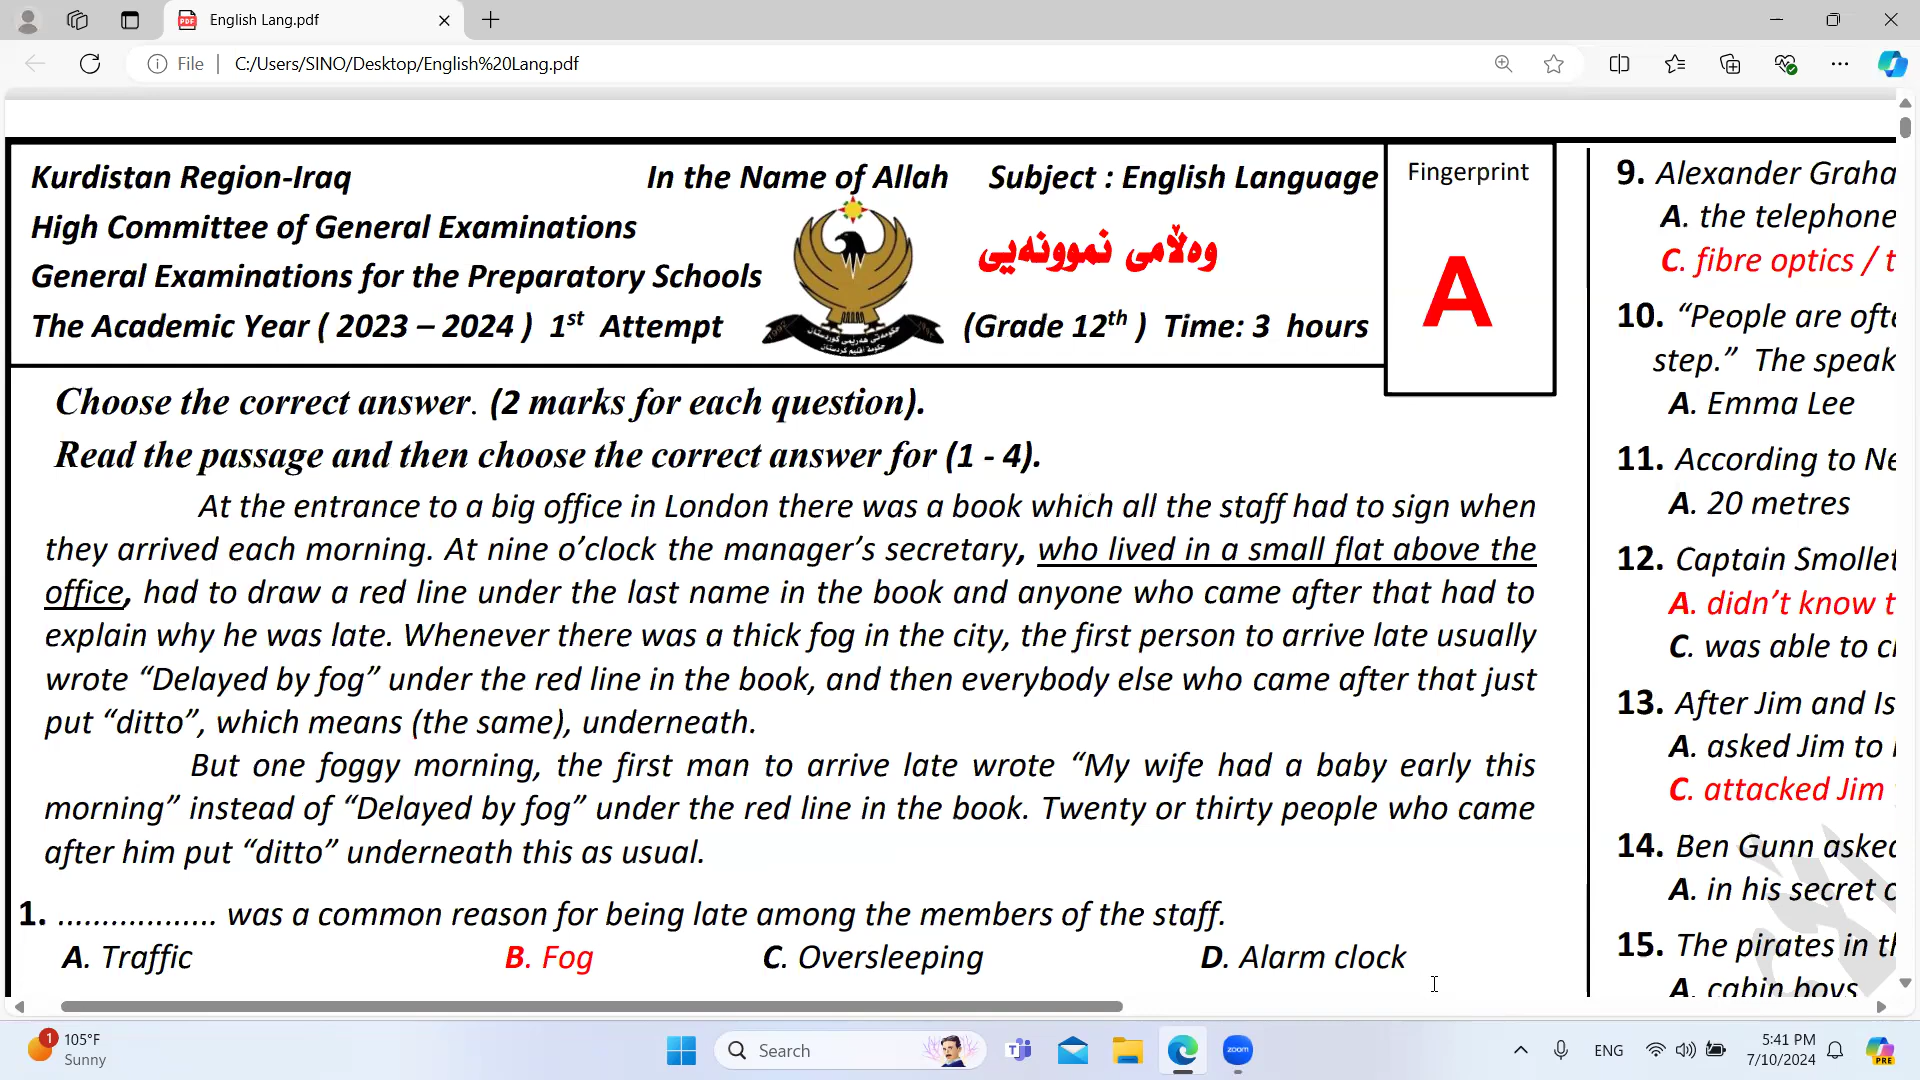 English Lang.pdf
File
C:/Users/SINO/Desktop/English%20Lang.pdf
Kurdistan Region-Iraq
In the Name of Allah
Subject : English Language
High Committee of General Examinations
وەڵامی نموونەیی
General Examinations for the Preparatory Schools
The Academic Year ( 2023 – 2024 ) 1st Attempt
(Grade 12th ) Time: 3 hours
Fingerprint
A
Choose the correct answer. (2 marks for each question).
Read the passage and then choose the correct answer for (1 - 4).
At the entrance to a big office in London there was a book which all the staff had to sign when
they arrived each morning. At nine o’clock the manager’s secretary, who lived in a small flat above the
office, had to draw a red line under the last name in the book and anyone who came after that had to
explain why he was late. Whenever there was a thick fog in the city, the first person to arrive late usually
wrote “Delayed by fog” under the red line in the book, and then everybody else who came after that just
put “ditto”, which means (the same), underneath.
But one foggy morning, the first man to arrive late wrote “My wife had a baby early this
morning” instead of “Delayed by fog” under the red line in the book. Twenty or thirty people who came
after him put “ditto” underneath this as usual.
1. .................. was a common reason for being late among the members of the staff.
A. Traffic
B. Fog
C. Oversleeping
D. Alarm clock
9. Alexander Graha
A. the telephone
C. fibre optics / t
10. “People are ofte
step.” The speak
A. Emma Lee
11. According to Ne
A. 20 metres
12. Captain Smollet
A. didn’t know t
C. was able to
13. After Jim and Is
A. asked Jim to
C. attacked Jim
14. Ben Gunn asked
A. in his secret
15. The pirates in th
A. cabin boys
105°F
Sunny
1
Search
zoom
ENG
5:41 PM
7/10/2024
PRE